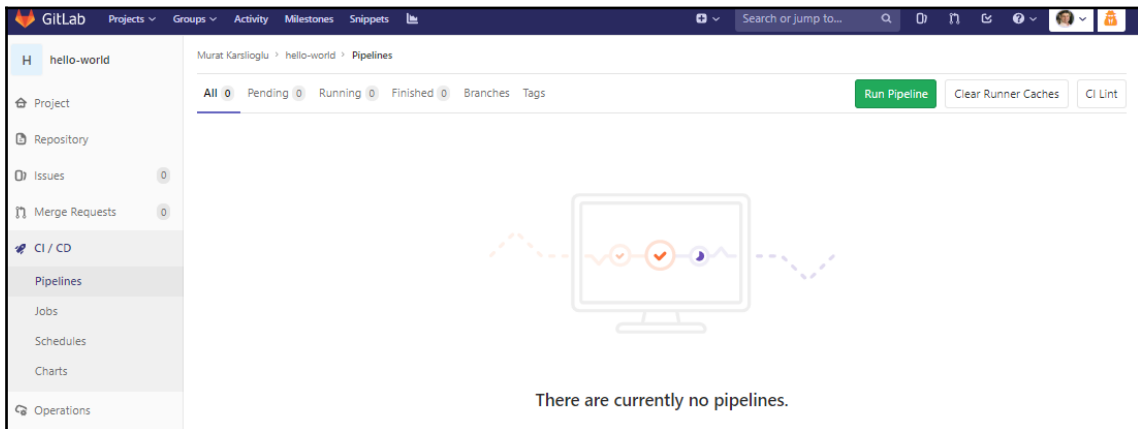 GitLab Projects Groups Activity Milestones Snippets Search or jump to...
H hello-world
Murat Karslioglu > hello-world > Pipelines
All 0 Pending 0 Running 0 Finished 0 Branches Tags Run Pipeline Clear Runner Caches CI Lint
Project
Repository
Issues 0
Merge Requests 0
CI / CD
Pipelines
Jobs
Schedules
Charts
Operations
There are currently no pipelines.